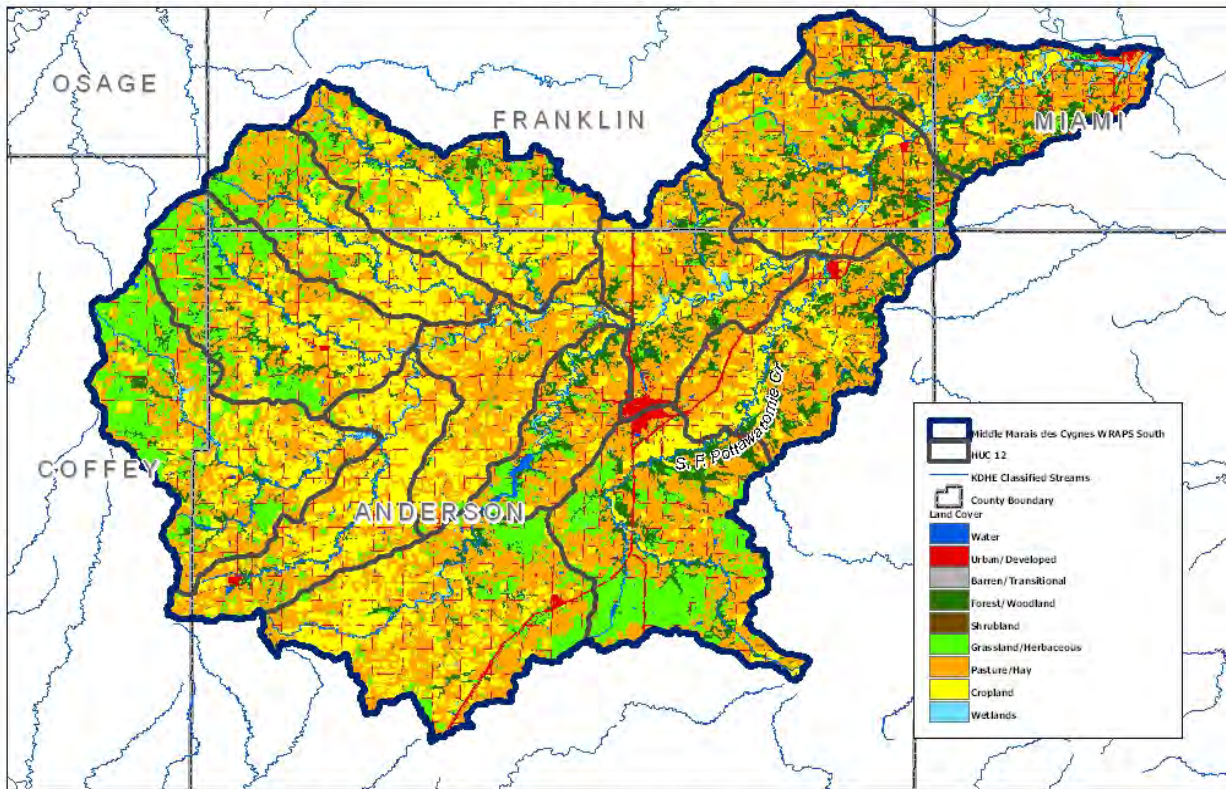 OSAGE
FRANKLIN
MIAMI
S. F. Pottawatomie Cr
COFFEY
ANDERSON
Middle Marais des Cygnes WRAPS South
HUC 12
KDHE Classified Streams
County Boundary
Land Cover
Water
Urban/Developed
Barren/Transitional
Forest/Woodland
Shrubland
Grassland/Herbaceous
Pasture/Hay
Cropland
Wetlands